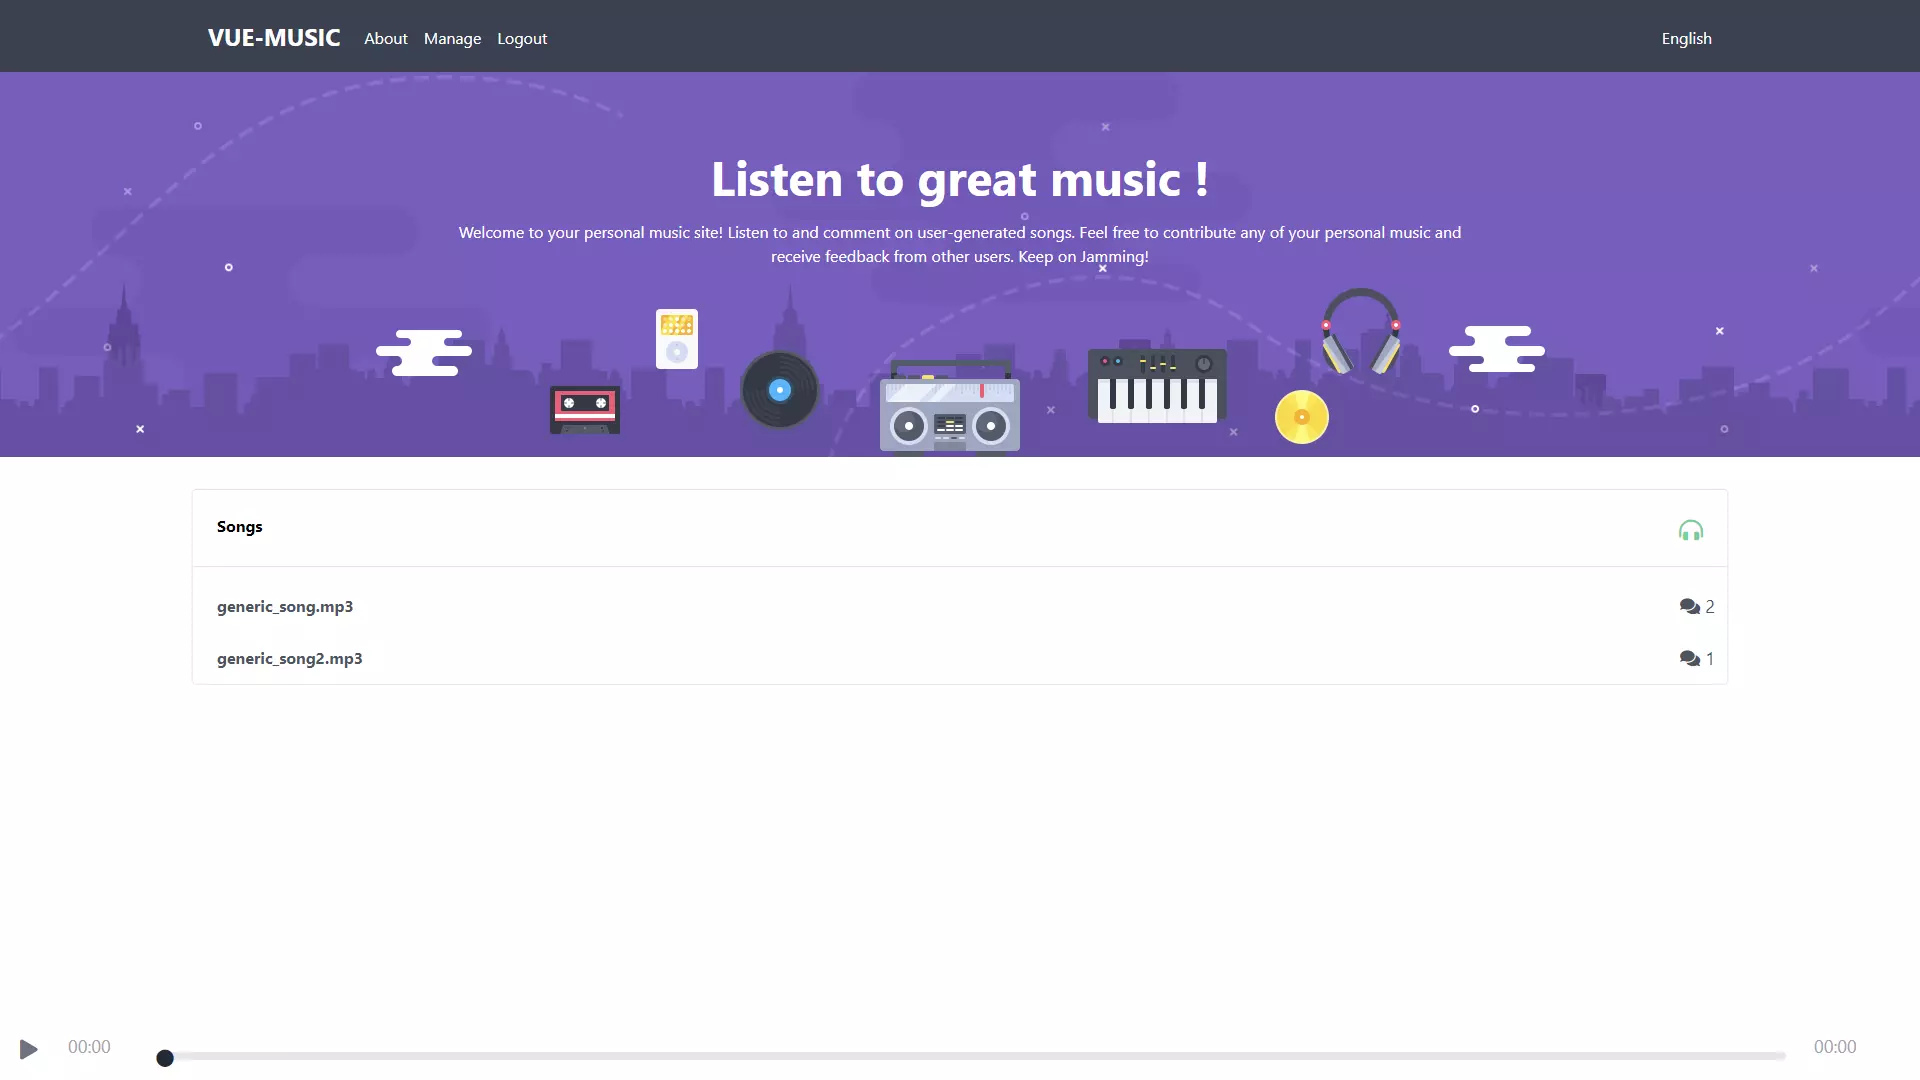 VUE-MUSIC About Manage Logout English
Listen to great music !
Welcome to your personal music site! Listen to and comment on user-generated songs. Feel free to contribute any of your personal music and
receive feedback from other users. Keep on Jamming!
Songs
generic_song.mp3 2
generic_song2.mp3 1
00:00 00:00